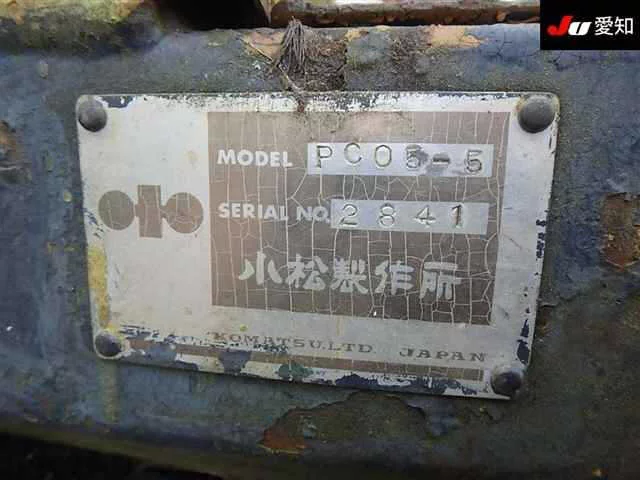 JU 愛知
MODEL PC05-5
SERIAL NO. 2841
小松製作所
KOMATSU.LTD. JAPAN